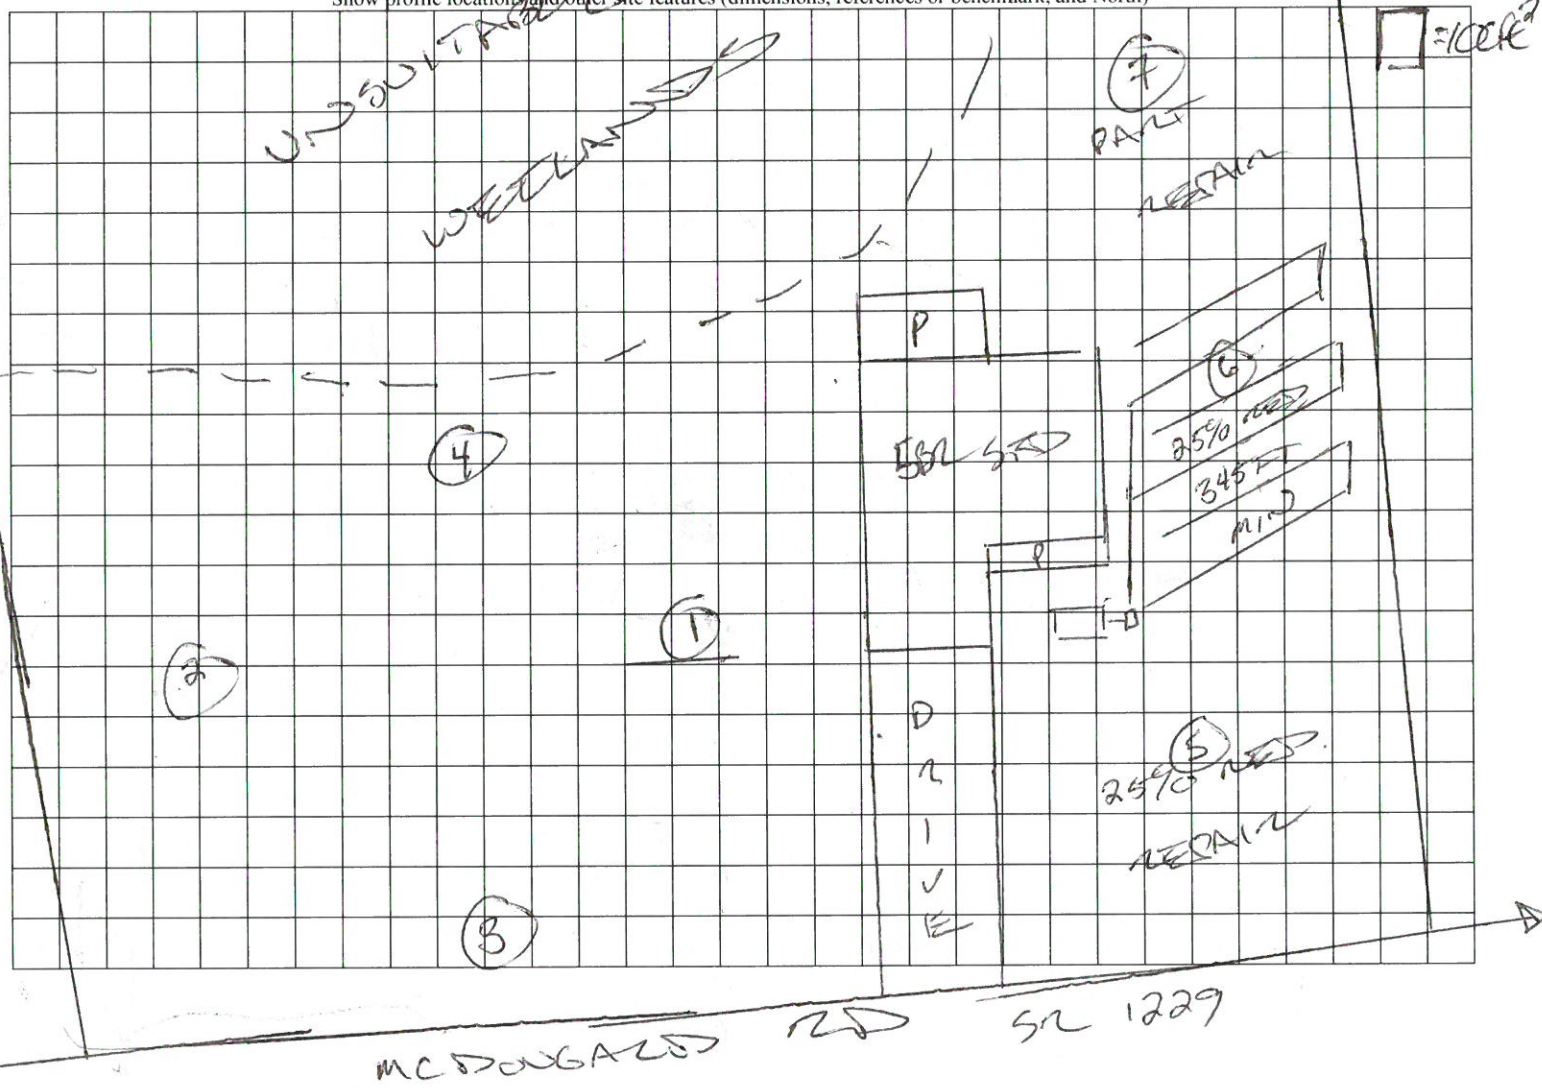 Show profile locations and other site features (dimensions, references or benchmark, and North)
□ =100ft²
UNSUITABLE
WETLANDS
7
PART
REPAIR
P
6
25% RED
345 FT
MIN
4
5BR SFD
P
1
2
D
R
I
V
E
5
25% RED.
REPAIR
3
MCDOUGALD RD SR 1229